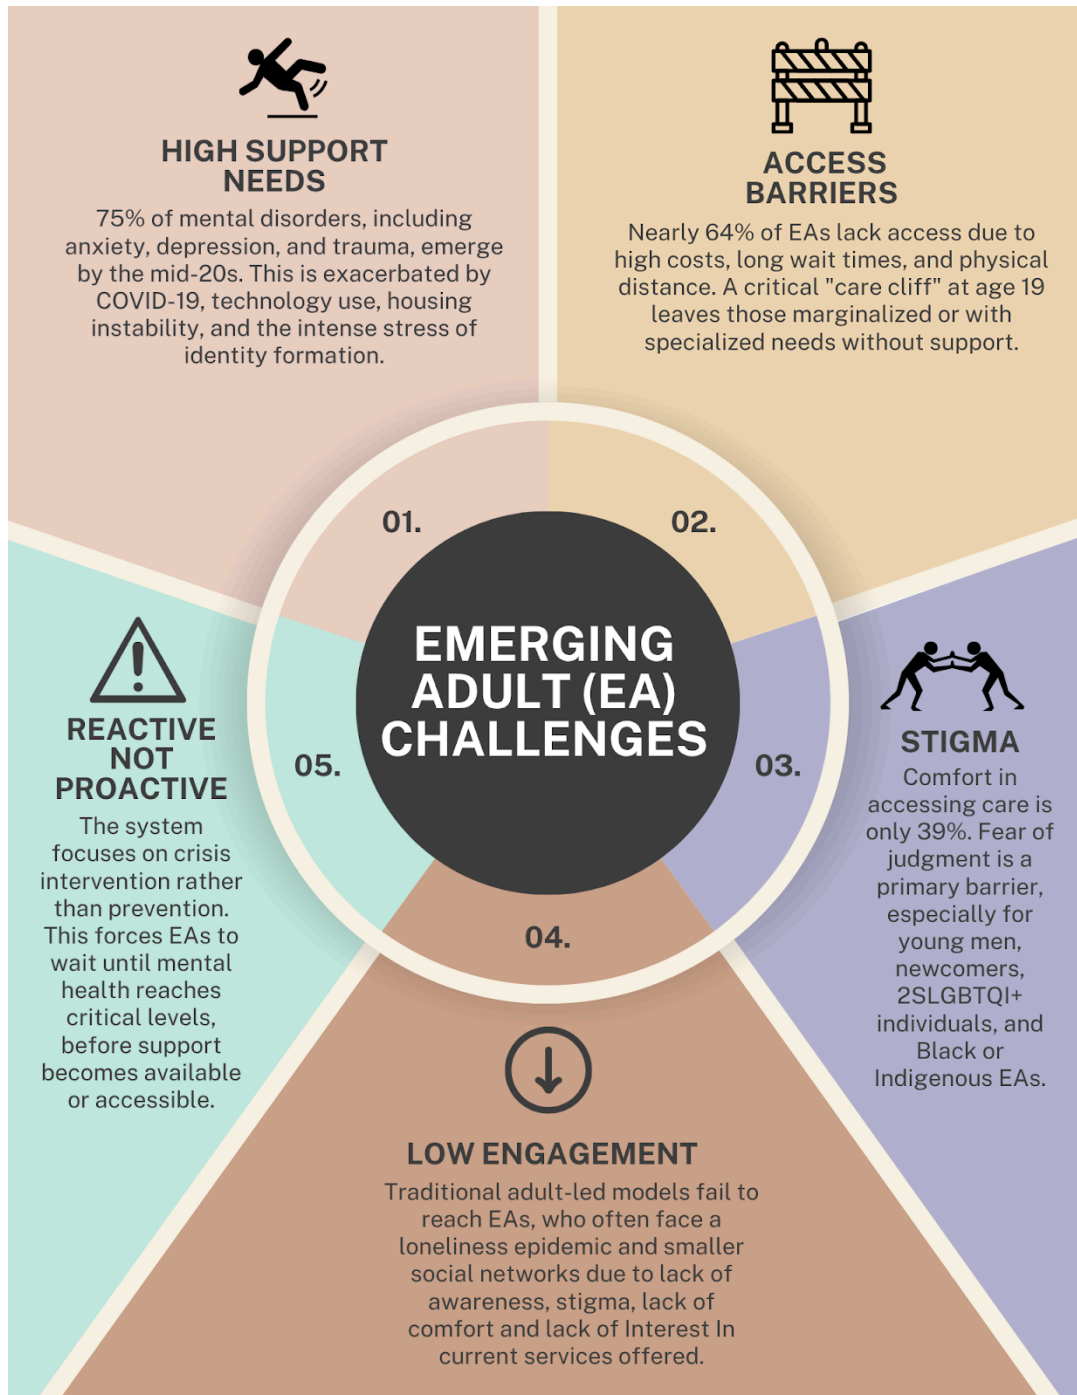 HIGH SUPPORT
NEEDS
75% of mental disorders, including
anxiety, depression, and trauma, emerge
by the mid-20s. This is exacerbated by
COVID-19, technology use, housing
instability, and the intense stress of
identity formation.
ACCESS
BARRIERS
Nearly 64% of EAs lack access due to
high costs, long wait times, and physical
distance. A critical "care cliff" at age 19
leaves those marginalized or with
specialized needs without support.
01.
02.
EMERGING
ADULT (EA)
CHALLENGES
03.
STIGMA
Comfort in
accessing care is
only 39%. Fear of
judgment is a
primary barrier,
especially for
young men,
newcomers,
2SLGBTQI+
individuals, and
Black or
Indigenous EAs.
04.
LOW ENGAGEMENT
Traditional adult-led models fail to
reach EAs, who often face a
loneliness epidemic and smaller
social networks due to lack of
awareness, stigma, lack of
comfort and lack of Interest In
current services offered.
05.
REACTIVE
NOT
PROACTIVE
The system
focuses on crisis
intervention rather
than prevention.
This forces EAs to
wait until mental
health reaches
critical levels,
before support
becomes available
or accessible.